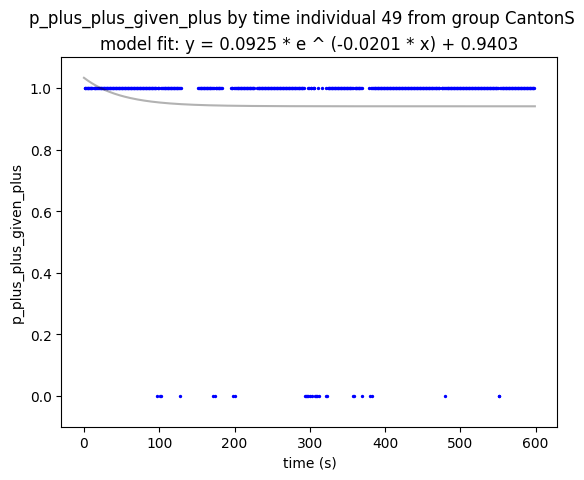 p_plus_plus_given_plus by time individual 49 from group CantonS
model fit: y = 0.0925 * e ^ (-0.0201 * x) + 0.9403
1.0
0.8
0.6
0.4
0.2
0.0
p_plus_plus_given_plus
0 100 200 300 400 500 600
time (s)